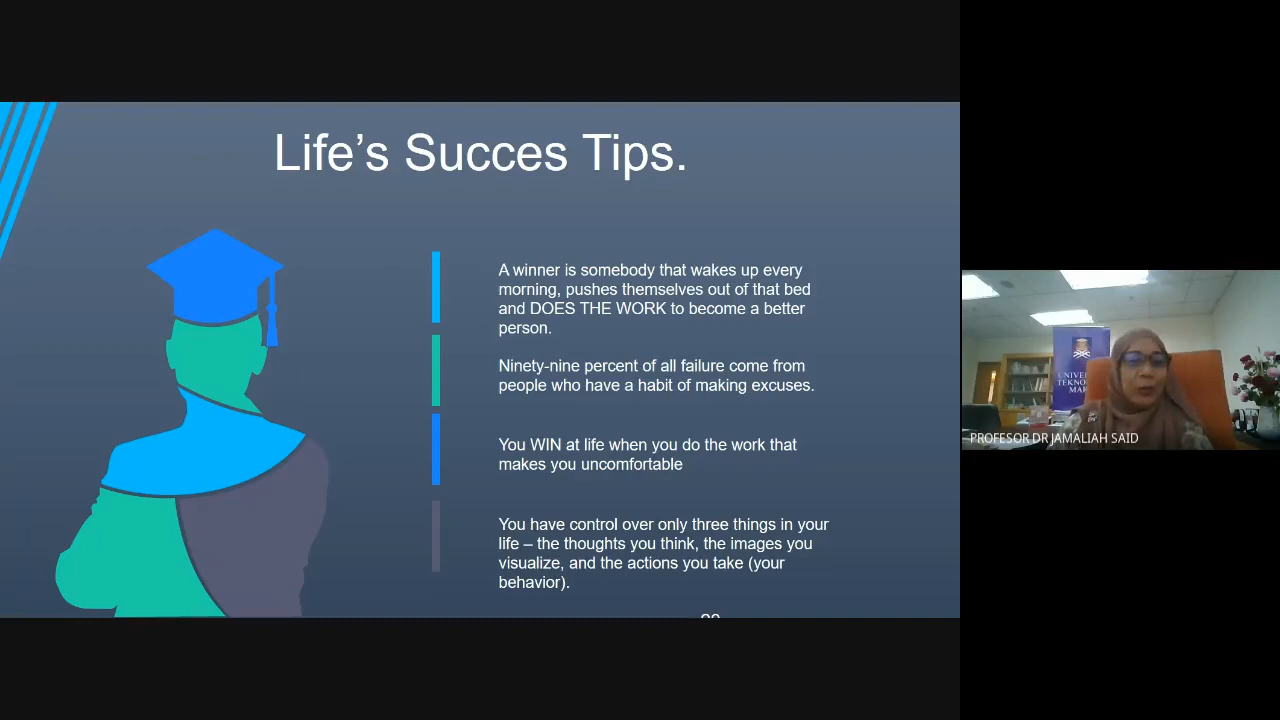 Life's Succes Tips.
A winner is somebody that wakes up every
morning, pushes themselves out of that bed
and DOES THE WORK to become a better
person.
Ninety-nine percent of all failure come from
people who have a habit of making excuses.
You WIN at life when you do the work that
makes you uncomfortable
You have control over only three things in your
life – the thoughts you think, the images you
visualize, and the actions you take (your
behavior).
UNIVE
TEKNO
MAR
PROFESOR DR JAMALIAH SAID